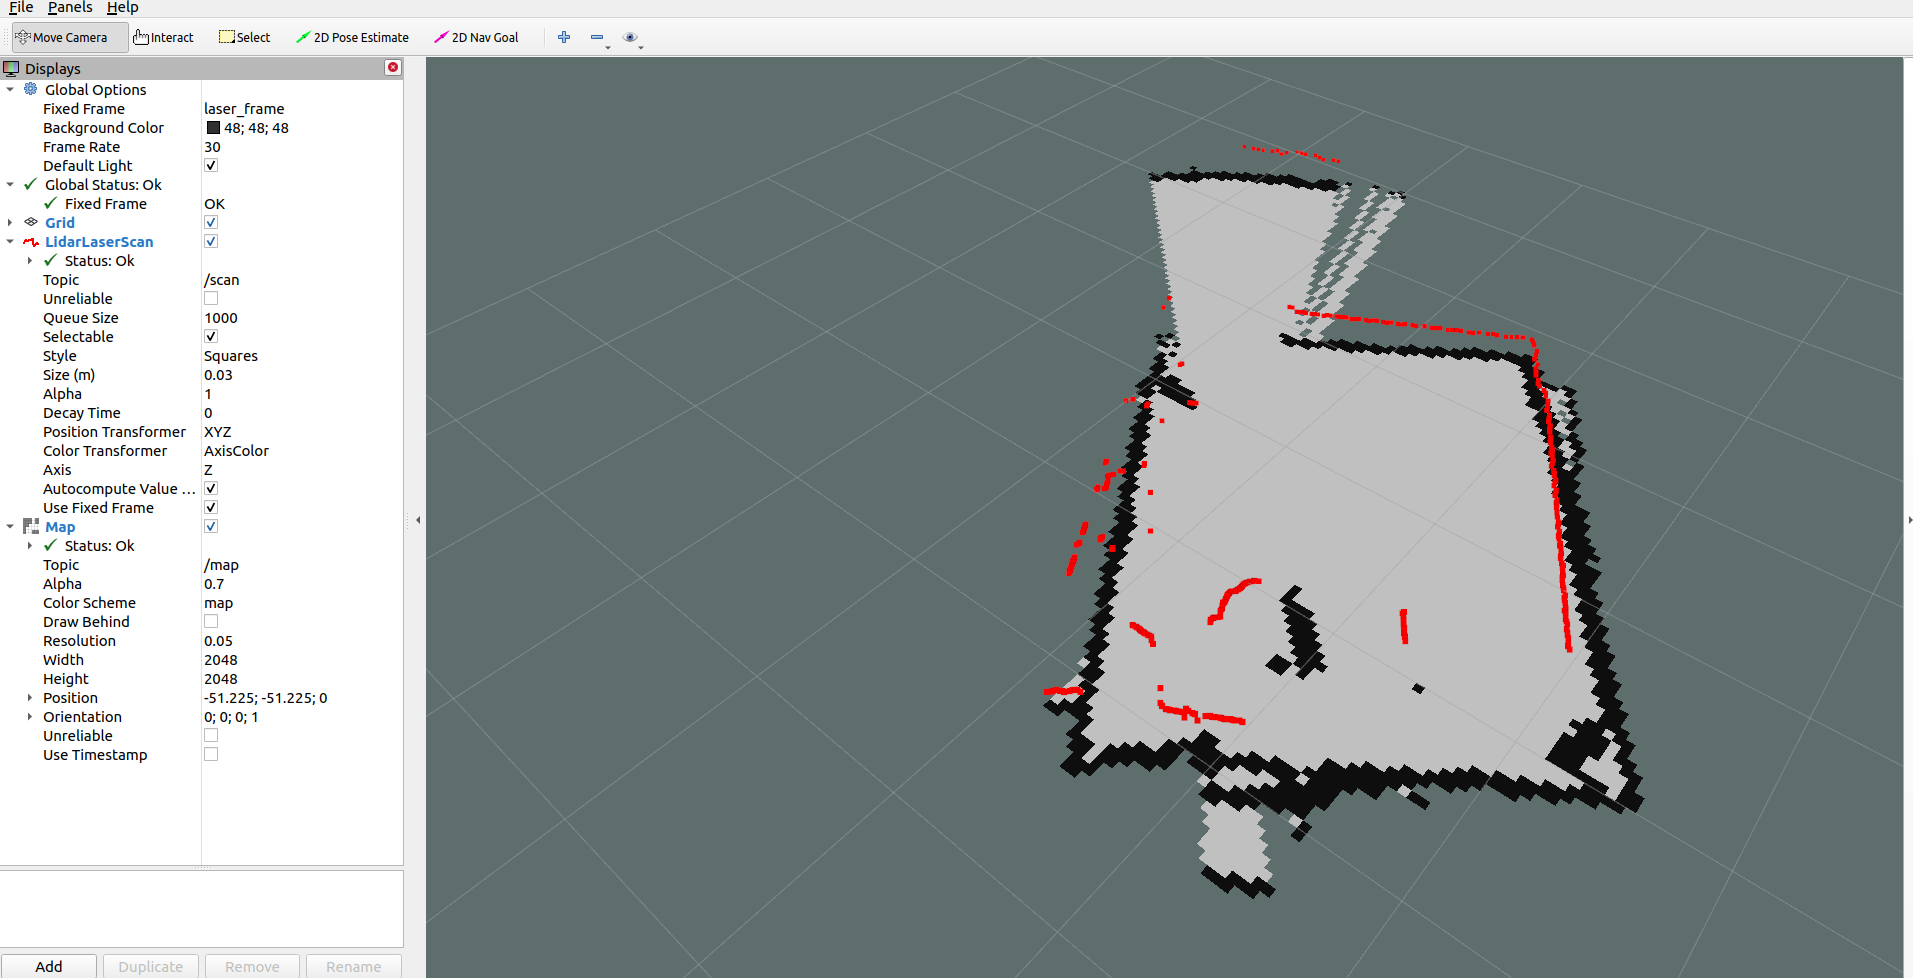 File Panels Help
Move Camera Interact Select 2D Pose Estimate 2D Nav Goal
Displays
Global Options
Fixed Frame laser_frame
Background Color 48; 48; 48
Frame Rate 30
Default Light
Global Status: Ok
Fixed Frame OK
Grid
LidarLaserScan
Status: Ok
Topic /scan
Unreliable
Queue Size 1000
Selectable
Style Squares
Size (m) 0.03
Alpha 1
Decay Time 0
Position Transformer XYZ
Color Transformer AxisColor
Axis Z
Autocompute Value ...
Use Fixed Frame
Map
Status: Ok
Topic /map
Alpha 0.7
Color Scheme map
Draw Behind
Resolution 0.05
Width 2048
Height 2048
Position -51.225; -51.225; 0
Orientation 0; 0; 0; 1
Unreliable
Use Timestamp
Add Duplicate Remove Rename